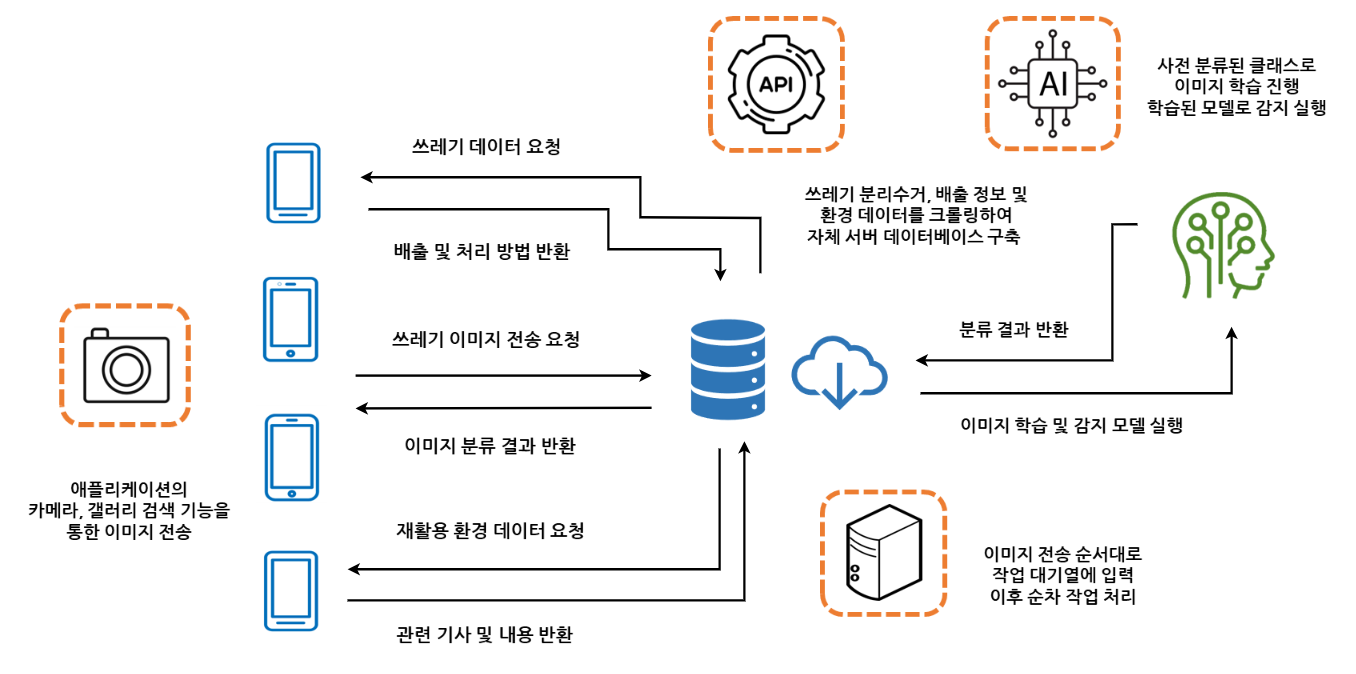 API
AI
사전 분류된 클래스로
이미지 학습 진행
학습된 모델로 감지 실행
쓰레기 데이터 요청
쓰레기 분리수거, 배출 정보 및
환경 데이터를 크롤링하여
자체 서버 데이터베이스 구축
배출 및 처리 방법 반환
쓰레기 이미지 전송 요청
분류 결과 반환
이미지 분류 결과 반환
이미지 학습 및 감지 모델 실행
애플리케이션의
카메라, 갤러리 검색 기능을
통한 이미지 전송
재활용 환경 데이터 요청
이미지 전송 순서대로
작업 대기열에 입력
이후 순차 작업 처리
관련 기사 및 내용 반환